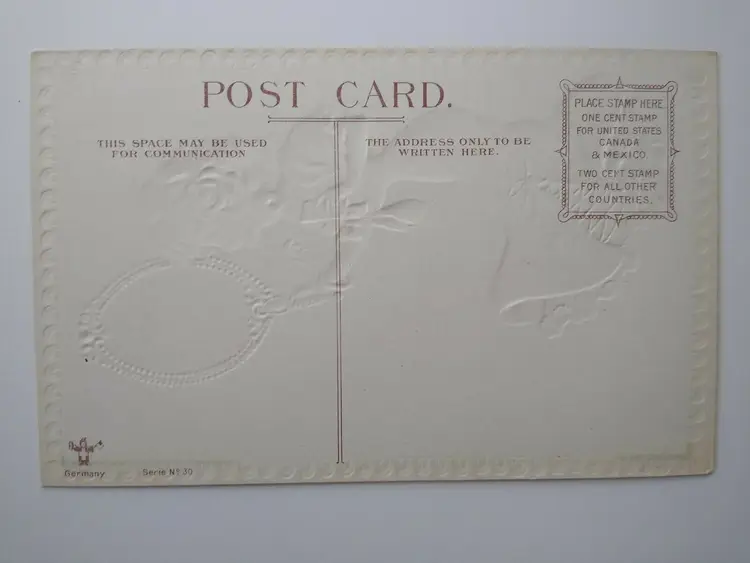 POST CARD.
THIS SPACE MAY BE USED
FOR COMMUNICATION
THE ADDRESS ONLY TO BE
WRITTEN HERE.
PLACE STAMP HERE
ONE CENT STAMP
FOR UNITED STATES
CANADA
& MEXICO.
TWO CENT STAMP
FOR ALL OTHER
COUNTRIES.
Germany
Serie No 30